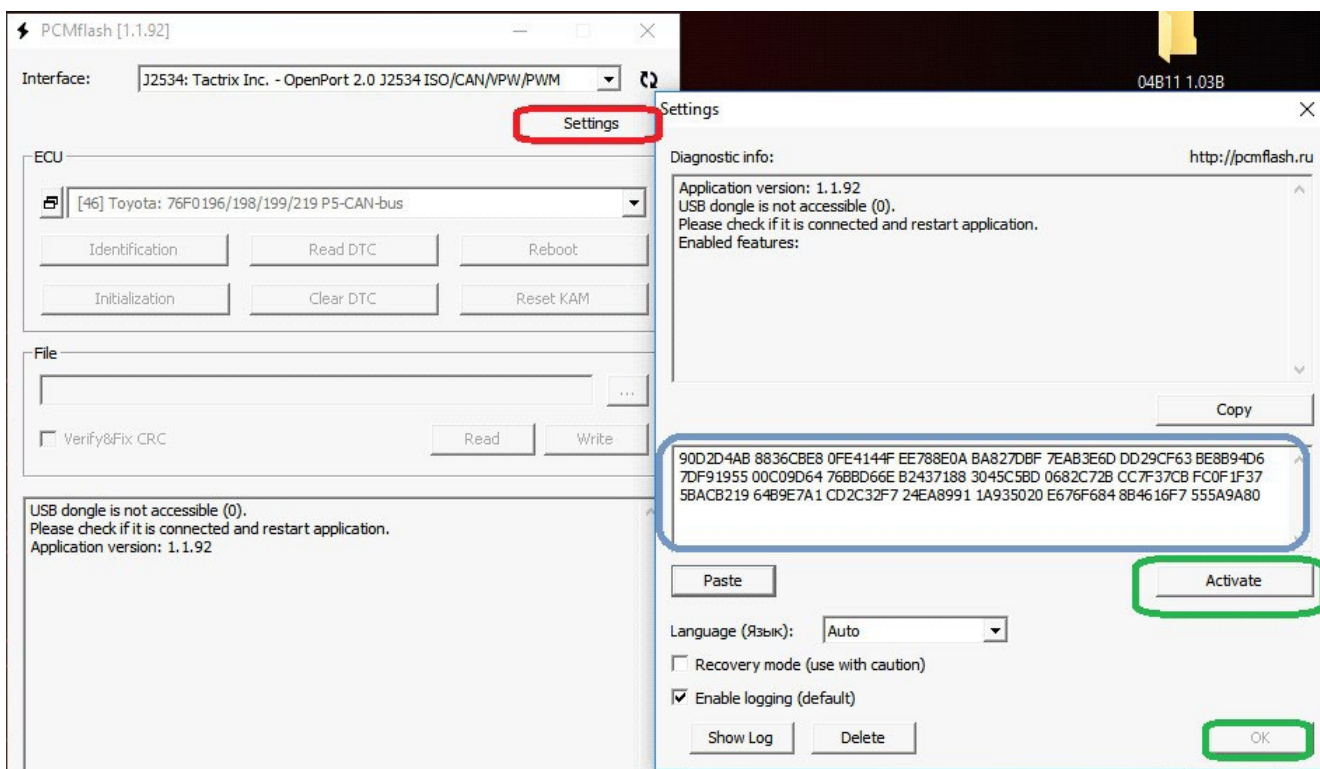 PCMflash [1.1.92]
Interface:
J2534: Tactrix Inc. - OpenPort 2.0 J2534 ISO/CAN/VPW/PWM
Settings
ECU
[46] Toyota: 76F0196/198/199/219 P5-CAN-bus
Identification
Read DTC
Reboot
Initialization
Clear DTC
Reset KAM
File
...
Verify&Fix CRC
Read
Write
USB dongle is not accessible (0).
Please check if it is connected and restart application.
Application version: 1.1.92
04B11 1.03B
Settings
Diagnostic info:
http://pcmflash.ru
Application version: 1.1.92
USB dongle is not accessible (0).
Please check if it is connected and restart application.
Enabled features:
Copy
90D2D4AB 8836CBE8 0FE4144F EE788E0A BA827DBF 7EAB3E6D DD29CF63 BE8B94D6
7DF91955 00C09D64 76BBD66E B2437188 3045C5BD 0682C72B CC7F37CB FC0F1F37
5BACB219 64B9E7A1 CD2C32F7 24EA8991 1A935020 E676F684 8B4616F7 555A9A80
Paste
Activate
Language (Язык):
Auto
Recovery mode (use with caution)
Enable logging (default)
Show Log
Delete
OK